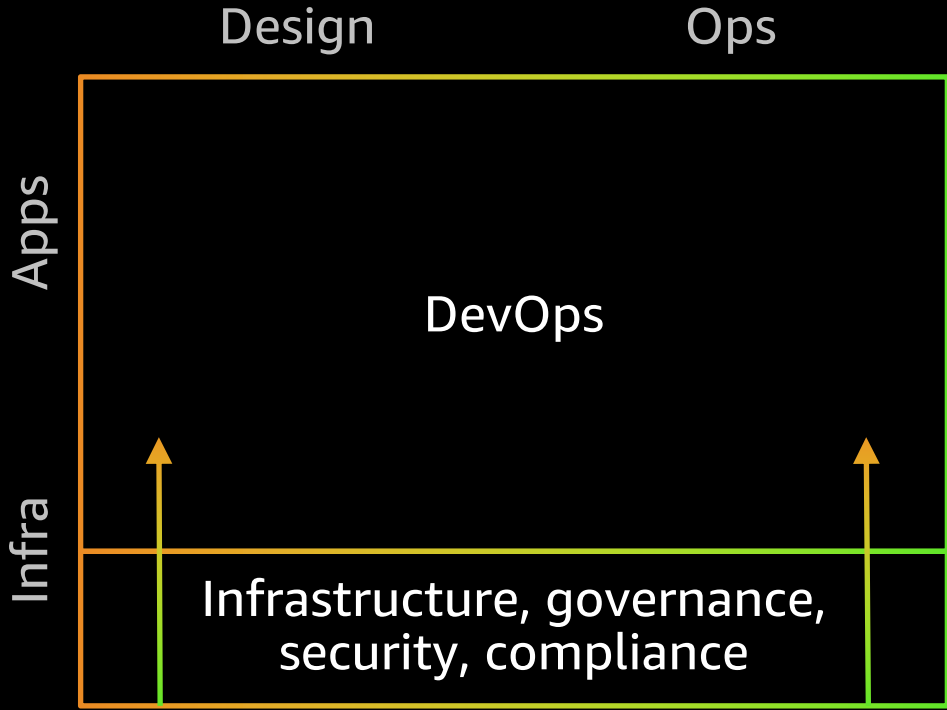 Design
Ops
Apps
DevOps
Infra
Infrastructure, governance,
security, compliance